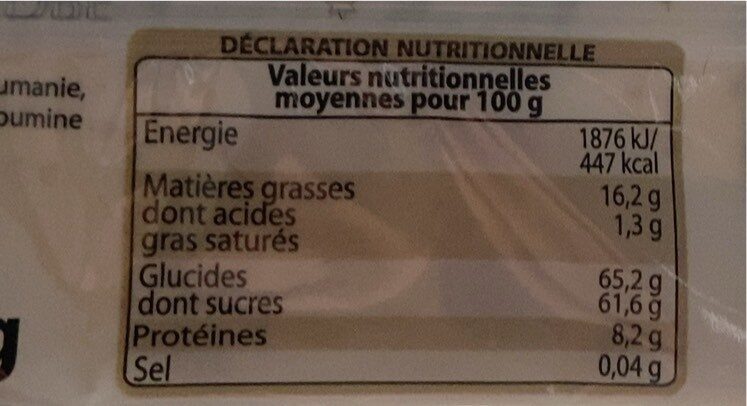 umanie,
oumine
DÉCLARATION NUTRITIONNELLE
Valeurs nutritionnelles
moyennes pour 100 g
Énergie 1876 kJ/
447 kcal
Matières grasses 16,2 g
dont acides 1,3 g
gras saturés
Glucides 65,2 g
dont sucres 61,6 g
Protéines 8,2 g
Sel 0,04 g
g